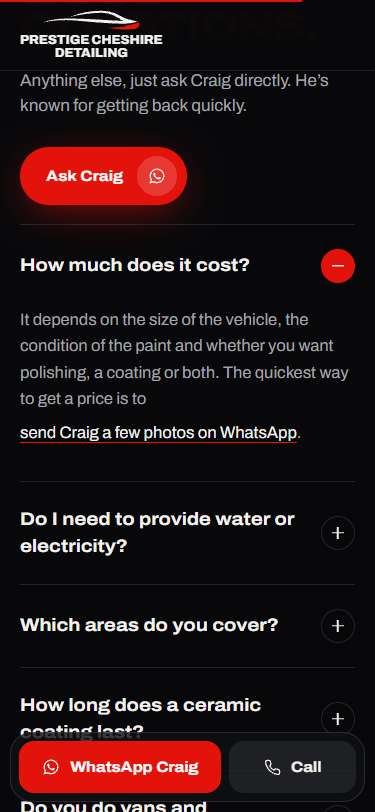 PRESTIGE CHESHIRE
DETAILING
Anything else, just ask Craig directly. He's
known for getting back quickly.
Ask Craig
How much does it cost?
It depends on the size of the vehicle, the
condition of the paint and whether you want
polishing, a coating or both. The quickest way
to get a price is to
send Craig a few photos on WhatsApp.
Do I need to provide water or
electricity?
Which areas do you cover?
How long does a ceramic
coating last?
WhatsApp Craig
Call
Do you do vans and